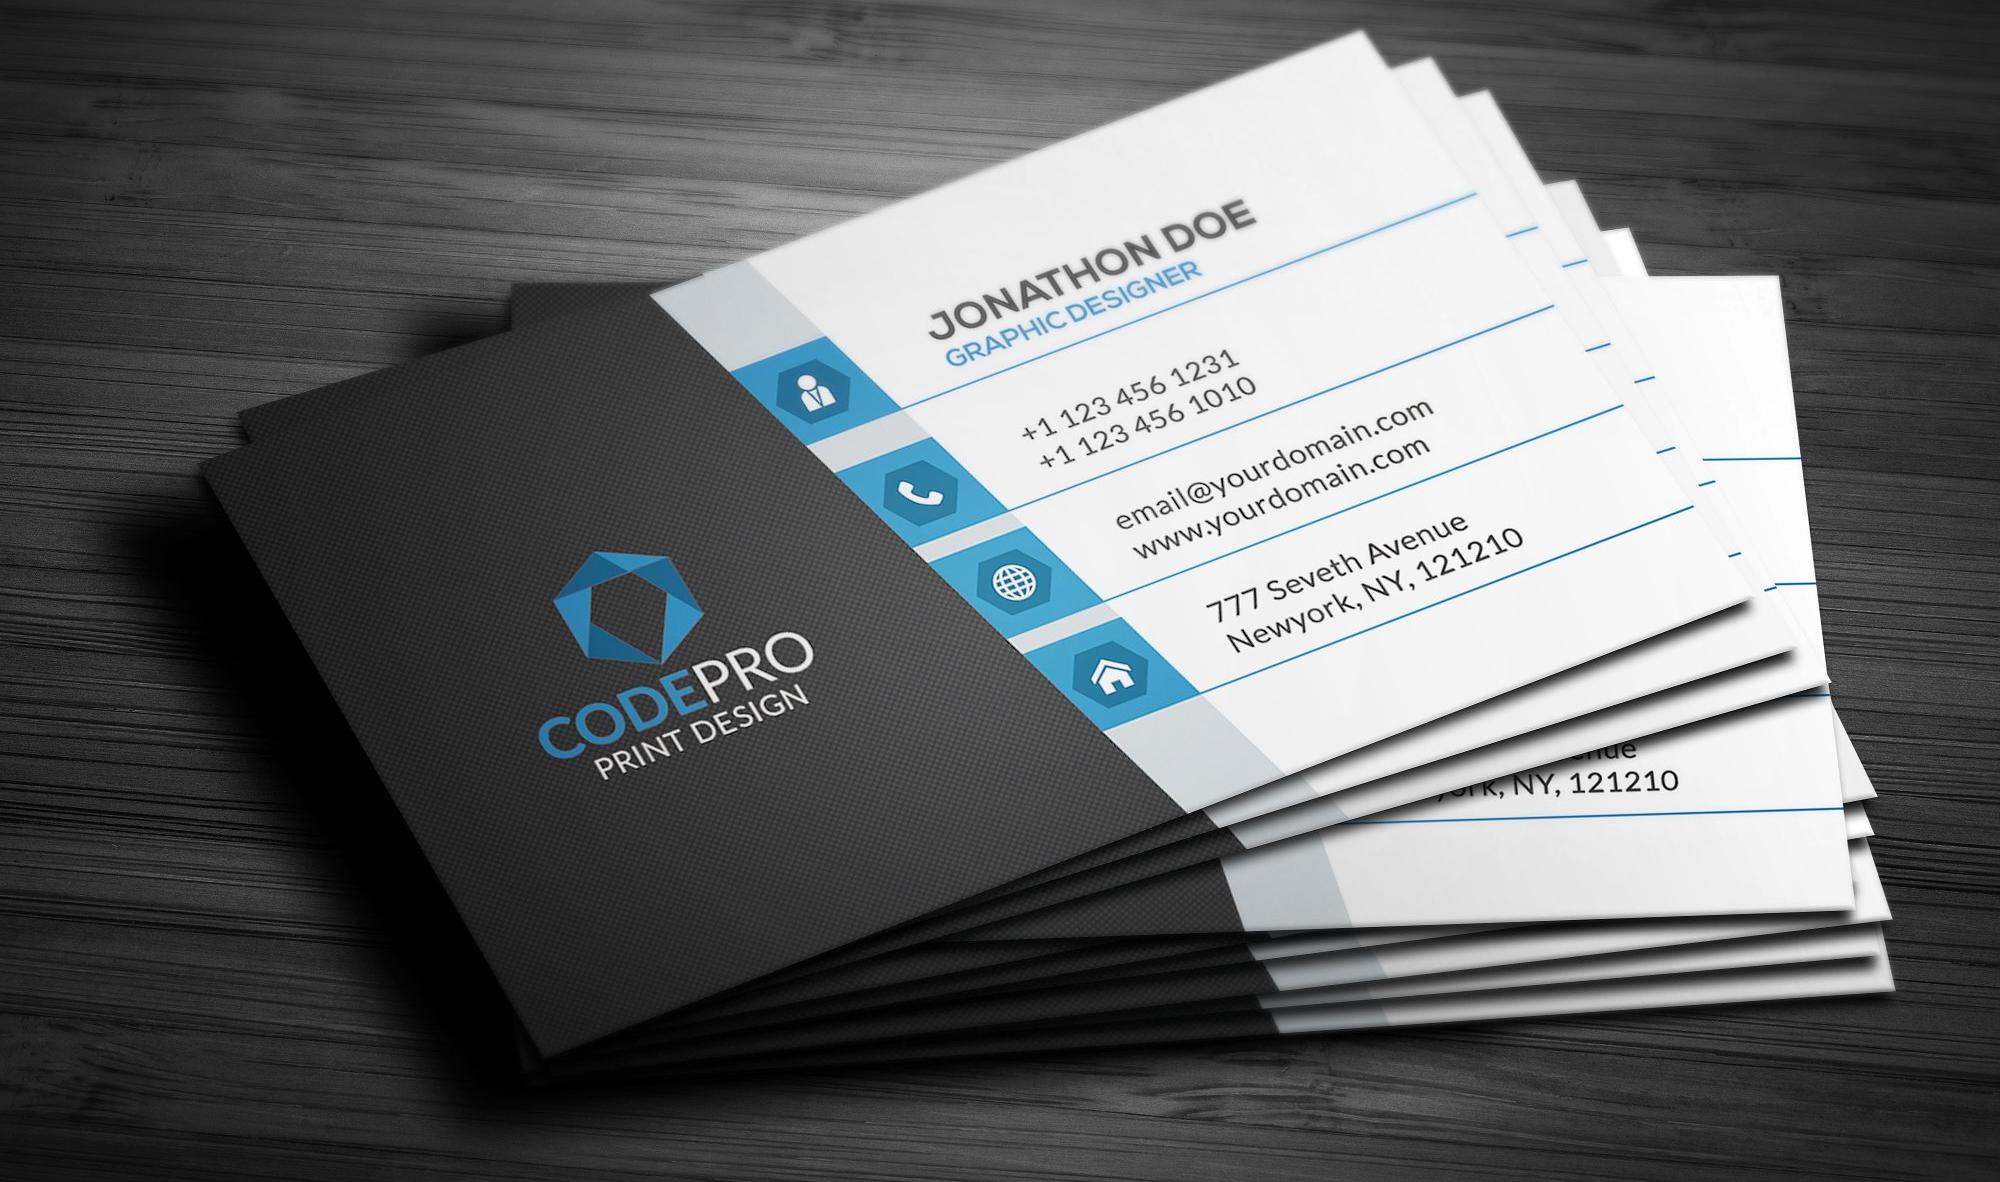 JONATHON DOE
GRAPHIC DESIGNER
+1 123 456 1231
+1 123 456 1010
email@yourdomain.com
www.yourdomain.com
777 Seveth Avenue
Newyork, NY, 121210
CODEPRO
PRINT DESIGN
NY, 121210